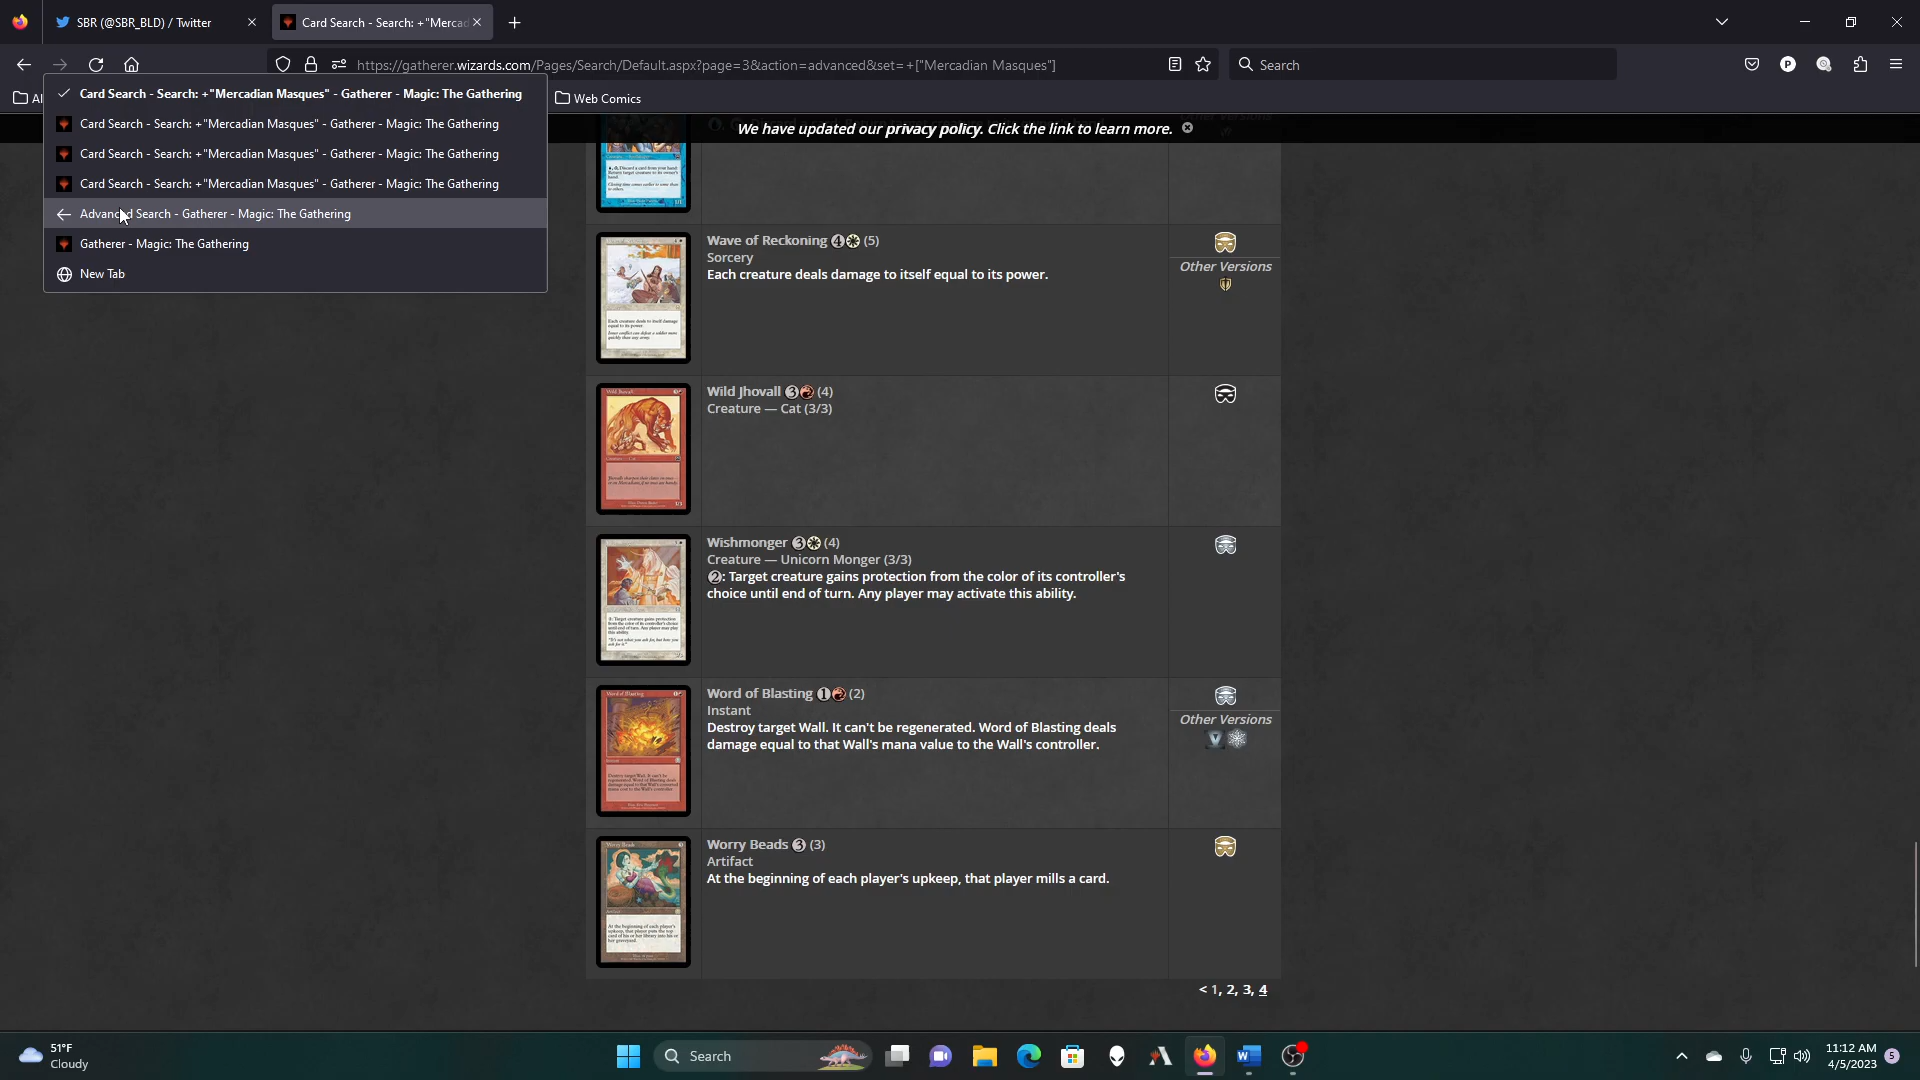 SBR (@SBR_BLD) / Twitter
Card Search - Search: +"Mercad
https://gatherer.wizards.com/Pages/Search/Default.aspx?page=3&action=advanced&set=+["Mercadian Masques"]
Search
Web Comics
Card Search - Search: +"Mercadian Masques" - Gatherer - Magic: The Gathering
Card Search - Search: +"Mercadian Masques" - Gatherer - Magic: The Gathering
Card Search - Search: +"Mercadian Masques" - Gatherer - Magic: The Gathering
Card Search - Search: +"Mercadian Masques" - Gatherer - Magic: The Gathering
Advanced Search - Gatherer - Magic: The Gathering
Gatherer - Magic: The Gathering
New Tab
We have updated our privacy policy. Click the link to learn more.
Wave of Reckoning 4 (5)
Sorcery
Each creature deals damage to itself equal to its power.
Other Versions
Wild Jhovall 3 (4)
Creature — Cat (3/3)
Wishmonger 3 (4)
Creature — Unicorn Monger (3/3)
2: Target creature gains protection from the color of its controller's
choice until end of turn. Any player may activate this ability.
Word of Blasting 1 (2)
Instant
Destroy target Wall. It can't be regenerated. Word of Blasting deals
damage equal to that Wall's mana value to the Wall's controller.
Other Versions
Worry Beads 3 (3)
Artifact
At the beginning of each player's upkeep, that player mills a card.
< 1, 2, 3, 4
51°F
Cloudy
Search
11:12 AM
4/5/2023
5